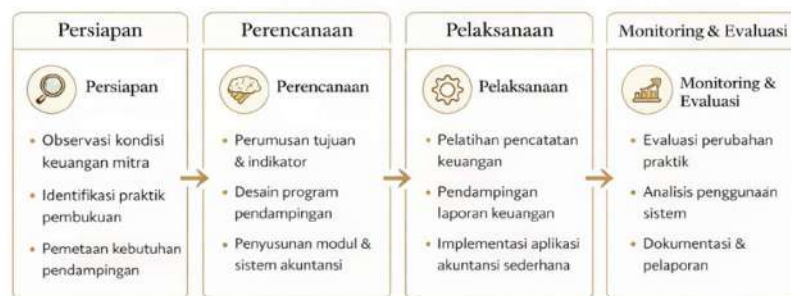 Persiapan
Persiapan
• Observasi kondisi
keuangan mitra
• Identifikasi praktik
pembukuan
• Pemetaan kebutuhan
pendampingan
Perencanaan
Perencanaan
• Perumusan tujuan
& indikator
• Desain program
pendampingan
• Penyusunan modul &
sistem akuntansi
Pelaksanaan
Pelaksanaan
• Pelatihan pencatatan
keuangan
• Pendampingan
laporan keuangan
• Implementasi aplikasi
akuntansi sederhana
Monitoring & Evaluasi
Monitoring &
Evaluasi
• Evaluasi perubahan
praktik
• Analisis penggunaan
sistem
• Dokumentasi &
pelaporan